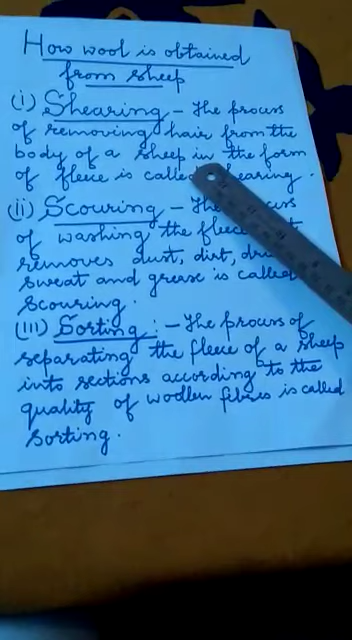 How wool is obtained
from sheep
(i) Shearing - The process
of removing hair from the
body of a sheep in the form
of fleece is called shearing.
(ii) Scouring - The
of washing the fleece
removes dust, dirt,
sweat and grease is called
scouring.
(III) Sorting :- The process of
separating the fleece of a sheep
into sections according to the
quality of woollen fibres is called
sorting.